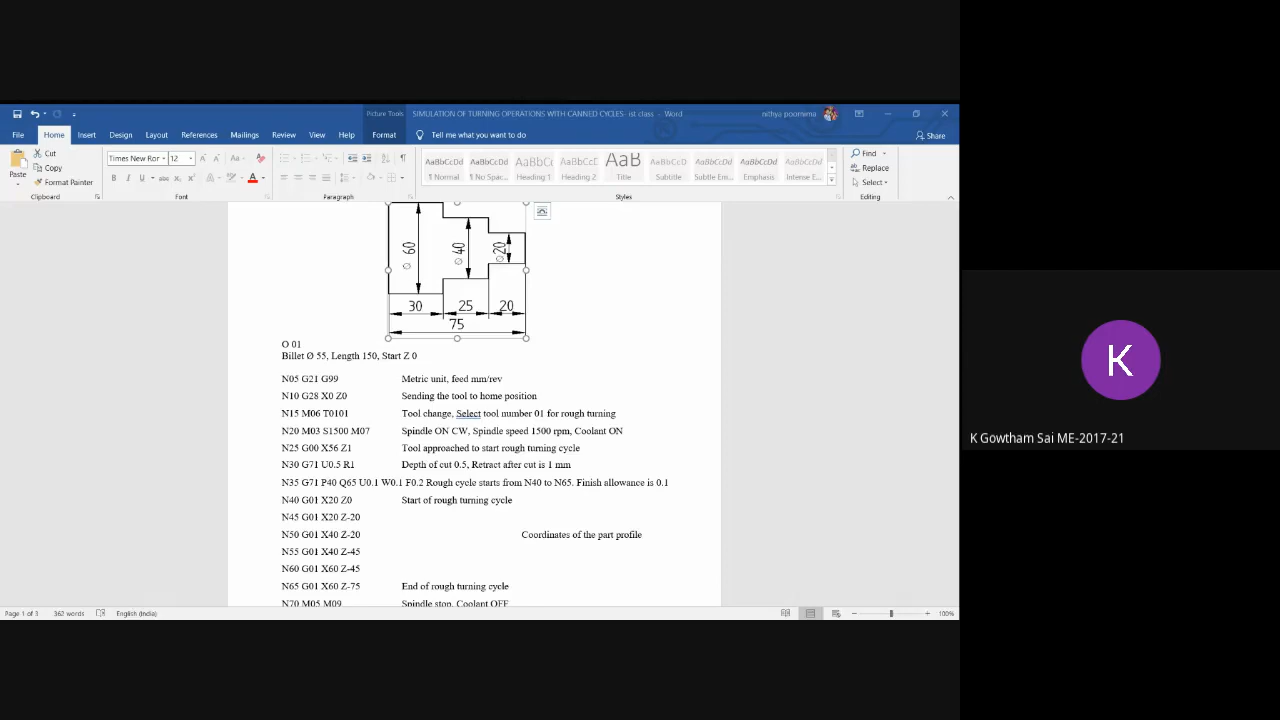 SIMULATION OF TURNING OPERATIONS WITH CANNED CYCLES- ist class - Word
Picture Tools
nithya poornima
File Home Insert Design Layout References Mailings Review View Help Format Tell me what you want to do Share
Paste
Cut
Copy
Format Painter
Clipboard
Times New Ror 12
Font
Paragraph
AaBbCcDd AaBbCcDd AaBbCc AaBbCcD AaB AaBbCcD AaBbCcDd AaBbCcDd AaBbCcDd
¶ Normal ¶ No Spac... Heading 1 Heading 2 Title Subtitle Subtle Em... Emphasis Intense E...
Styles
Find
Replace
Select
Editing
Ø 60
Ø 40
Ø 20
30 25 20
75
O 01
Billet Ø 55, Length 150, Start Z 0
N05 G21 G99 Metric unit, feed mm/rev
N10 G28 X0 Z0 Sending the tool to home position
N15 M06 T0101 Tool change, Select tool number 01 for rough turning
N20 M03 S1500 M07 Spindle ON CW, Spindle speed 1500 rpm, Coolant ON
N25 G00 X56 Z1 Tool approached to start rough turning cycle
N30 G71 U0.5 R1 Depth of cut 0.5, Retract after cut is 1 mm
N35 G71 P40 Q65 U0.1 W0.1 F0.2 Rough cycle starts from N40 to N65. Finish allowance is 0.1
N40 G01 X20 Z0 Start of rough turning cycle
N45 G01 X20 Z-20
N50 G01 X40 Z-20 Coordinates of the part profile
N55 G01 X40 Z-45
N60 G01 X60 Z-45
N65 G01 X60 Z-75 End of rough turning cycle
N70 M05 M09 Spindle stop, Coolant OFF
Page 1 of 3 362 words English (India) 100%
K
K Gowtham Sai ME-2017-21